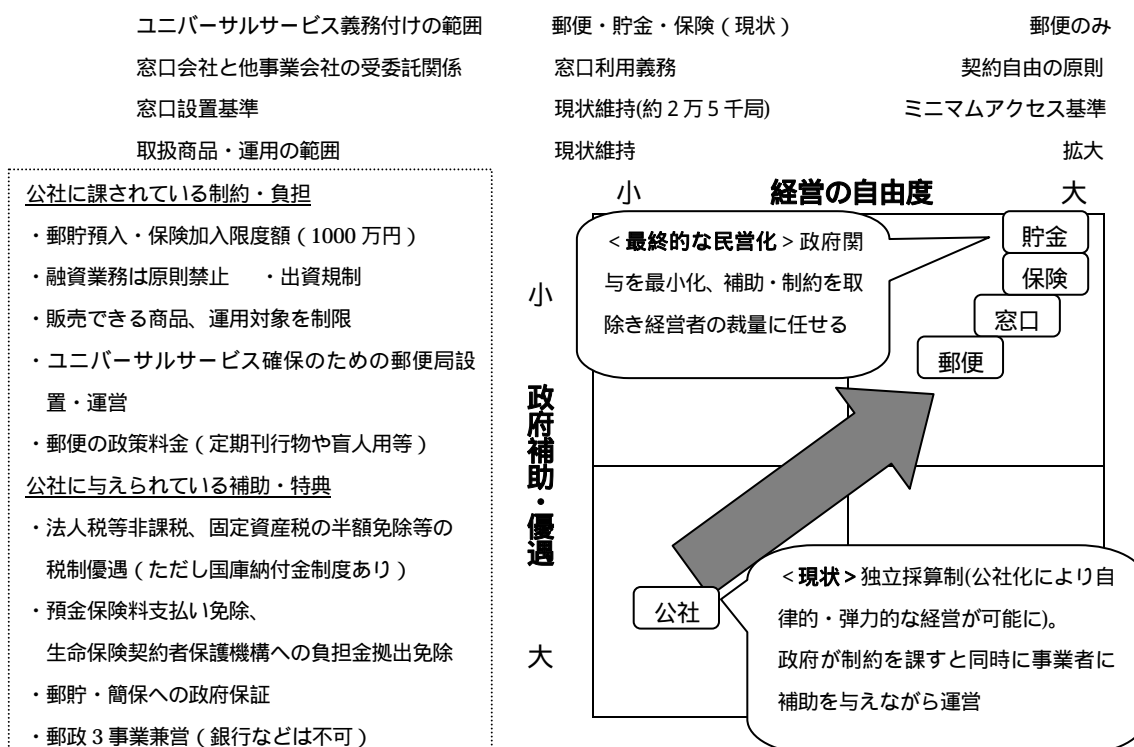 ユニバーサルサービス義務付けの範囲 郵便・貯金・保険（現状） 郵便のみ
窓口会社と他事業会社の受委託関係 窓口利用義務 契約自由の原則
窓口設置基準 現状維持(約２万５千局) ミニマムアクセス基準
取扱商品・運用の範囲 現状維持 拡大
公社に課されている制約・負担
・郵貯預入・保険加入限度額（1000 万円）
・融資業務は原則禁止 ・出資規制
・販売できる商品、運用対象を制限
・ユニバーサルサービス確保のための郵便局設
置・運営
・郵便の政策料金（定期刊行物や盲人用等）
公社に与えられている補助・特典
・法人税等非課税、固定資産税の半額免除等の
税制優遇（ただし国庫納付金制度あり）
・預金保険料支払い免除、
生命保険契約者保護機構への負担金拠出免除
・郵貯・簡保への政府保証
・郵政３事業兼営（銀行などは不可）
小 経営の自由度 大
小
政府補助・優遇
大
＜最終的な民営化＞政府関
与を最小化、補助・制約を取
除き経営者の裁量に任せる
貯金
保険
窓口
郵便
公社
＜現状＞独立採算制(公社化により自
律的・弾力的な経営が可能に)。
政府が制約を課すと同時に事業者に
補助を与えながら運営